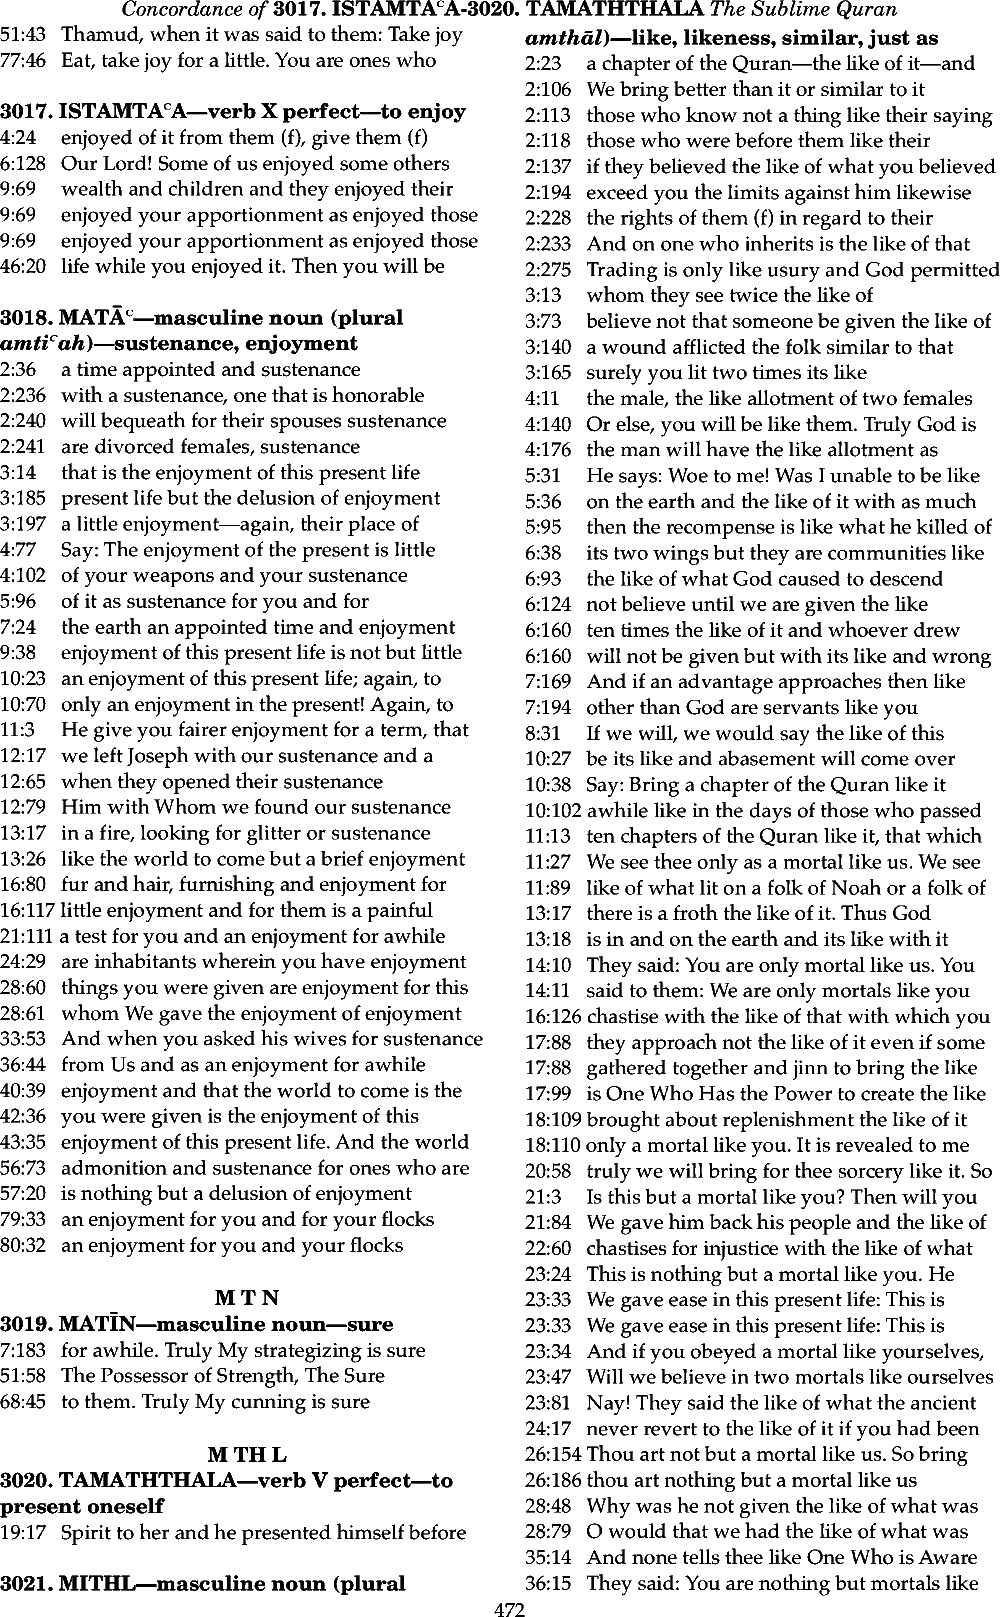 Concordance of 3017. ISTAMTAᶜA-3020. TAMATHTHALA The Sublime Quran
51:43 Thamud, when it was said to them: Take joy
77:46 Eat, take joy for a little. You are ones who
3017. ISTAMTAᶜA—verb X perfect—to enjoy
4:24 enjoyed of it from them (f), give them (f)
6:128 Our Lord! Some of us enjoyed some others
9:69 wealth and children and they enjoyed their
9:69 enjoyed your apportionment as enjoyed those
9:69 enjoyed your apportionment as enjoyed those
46:20 life while you enjoyed it. Then you will be
3018. MATĀᶜ—masculine noun (plural
amtiᶜah)—sustenance, enjoyment
2:36 a time appointed and sustenance
2:236 with a sustenance, one that is honorable
2:240 will bequeath for their spouses sustenance
2:241 are divorced females, sustenance
3:14 that is the enjoyment of this present life
3:185 present life but the delusion of enjoyment
3:197 a little enjoyment—again, their place of
4:77 Say: The enjoyment of the present is little
4:102 of your weapons and your sustenance
5:96 of it as sustenance for you and for
7:24 the earth an appointed time and enjoyment
9:38 enjoyment of this present life is not but little
10:23 an enjoyment of this present life; again, to
10:70 only an enjoyment in the present! Again, to
11:3 He give you fairer enjoyment for a term, that
12:17 we left Joseph with our sustenance and a
12:65 when they opened their sustenance
12:79 Him with Whom we found our sustenance
13:17 in a fire, looking for glitter or sustenance
13:26 like the world to come but a brief enjoyment
16:80 fur and hair, furnishing and enjoyment for
16:117 little enjoyment and for them is a painful
21:111 a test for you and an enjoyment for awhile
24:29 are inhabitants wherein you have enjoyment
28:60 things you were given are enjoyment for this
28:61 whom We gave the enjoyment of enjoyment
33:53 And when you asked his wives for sustenance
36:44 from Us and as an enjoyment for awhile
40:39 enjoyment and that the world to come is the
42:36 you were given is the enjoyment of this
43:35 enjoyment of this present life. And the world
56:73 admonition and sustenance for ones who are
57:20 is nothing but a delusion of enjoyment
79:33 an enjoyment for you and for your flocks
80:32 an enjoyment for you and your flocks
M T N
3019. MATĪN—masculine noun—sure
7:183 for awhile. Truly My strategizing is sure
51:58 The Possessor of Strength, The Sure
68:45 to them. Truly My cunning is sure
M TH L
3020. TAMATHTHALA—verb V perfect—to
present oneself
19:17 Spirit to her and he presented himself before
3021. MITHL—masculine noun (plural
amthāl)—like, likeness, similar, just as
2:23 a chapter of the Quran—the like of it—and
2:106 We bring better than it or similar to it
2:113 those who know not a thing like their saying
2:118 those who were before them like their
2:137 if they believed the like of what you believed
2:194 exceed you the limits against him likewise
2:228 the rights of them (f) in regard to their
2:233 And on one who inherits is the like of that
2:275 Trading is only like usury and God permitted
3:13 whom they see twice the like of
3:73 believe not that someone be given the like of
3:140 a wound afflicted the folk similar to that
3:165 surely you lit two times its like
4:11 the male, the like allotment of two females
4:140 Or else, you will be like them. Truly God is
4:176 the man will have the like allotment as
5:31 He says: Woe to me! Was I unable to be like
5:36 on the earth and the like of it with as much
5:95 then the recompense is like what he killed of
6:38 its two wings but they are communities like
6:93 the like of what God caused to descend
6:124 not believe until we are given the like
6:160 ten times the like of it and whoever drew
6:160 will not be given but with its like and wrong
7:169 And if an advantage approaches then like
7:194 other than God are servants like you
8:31 If we will, we would say the like of this
10:27 be its like and abasement will come over
10:38 Say: Bring a chapter of the Quran like it
10:102 awhile like in the days of those who passed
11:13 ten chapters of the Quran like it, that which
11:27 We see thee only as a mortal like us. We see
11:89 like of what lit on a folk of Noah or a folk of
13:17 there is a froth the like of it. Thus God
13:18 is in and on the earth and its like with it
14:10 They said: You are only mortal like us. You
14:11 said to them: We are only mortals like you
16:126 chastise with the like of that with which you
17:88 they approach not the like of it even if some
17:88 gathered together and jinn to bring the like
17:99 is One Who Has the Power to create the like
18:109 brought about replenishment the like of it
18:110 only a mortal like you. It is revealed to me
20:58 truly we will bring for thee sorcery like it. So
21:3 Is this but a mortal like you? Then will you
21:84 We gave him back his people and the like of
22:60 chastises for injustice with the like of what
23:24 This is nothing but a mortal like you. He
23:33 We gave ease in this present life: This is
23:33 We gave ease in this present life: This is
23:34 And if you obeyed a mortal like yourselves,
23:47 Will we believe in two mortals like ourselves
23:81 Nay! They said the like of what the ancient
24:17 never revert to the like of it if you had been
26:154 Thou art not but a mortal like us. So bring
26:186 thou art nothing but a mortal like us
28:48 Why was he not given the like of what was
28:79 O would that we had the like of what was
35:14 And none tells thee like One Who is Aware
36:15 They said: You are nothing but mortals like
472